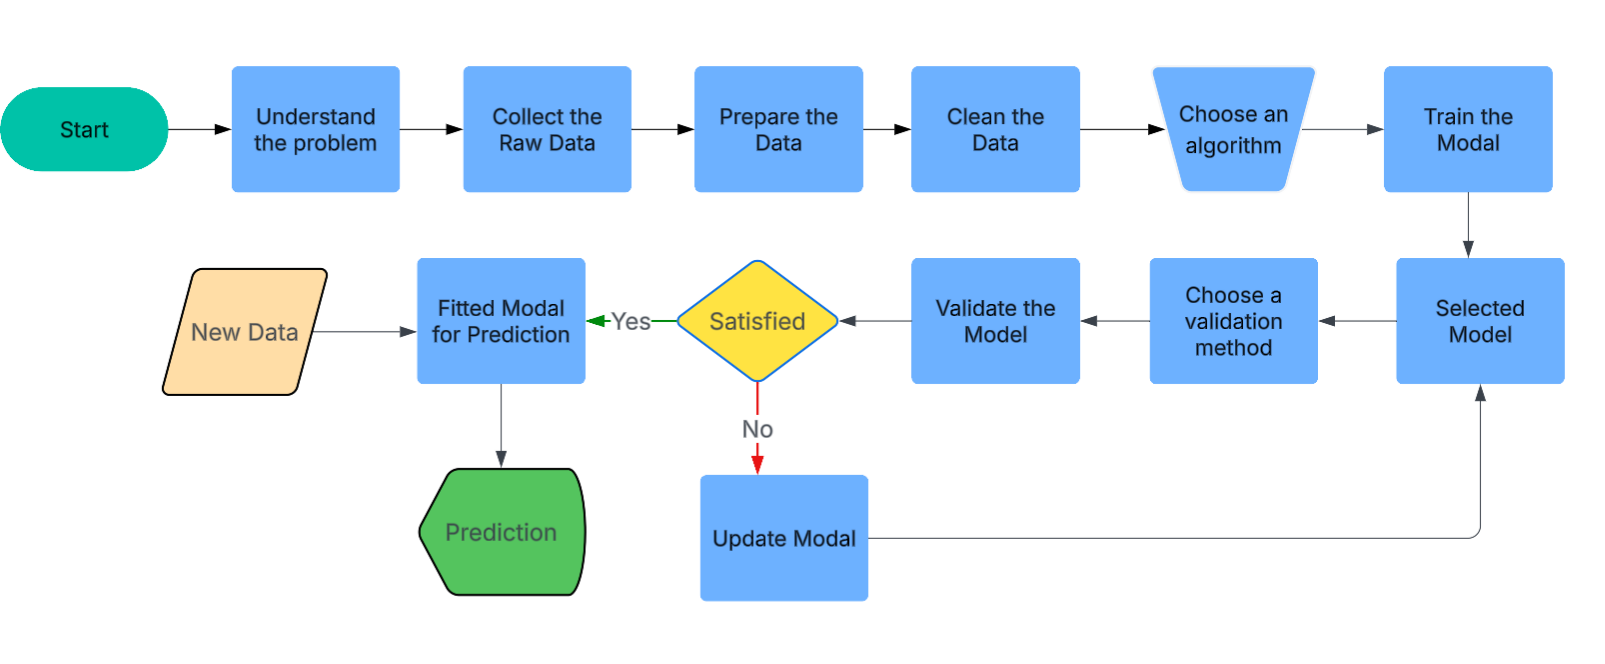 Start
Understand
the problem
Collect the
Raw Data
Prepare the
Data
Clean the
Data
Choose an
algorithm
Train the
Modal
New Data
Fitted Modal
for Prediction
Yes
Satisfied
Validate the
Model
Choose a
validation
method
Selected
Model
No
Prediction
Update Modal